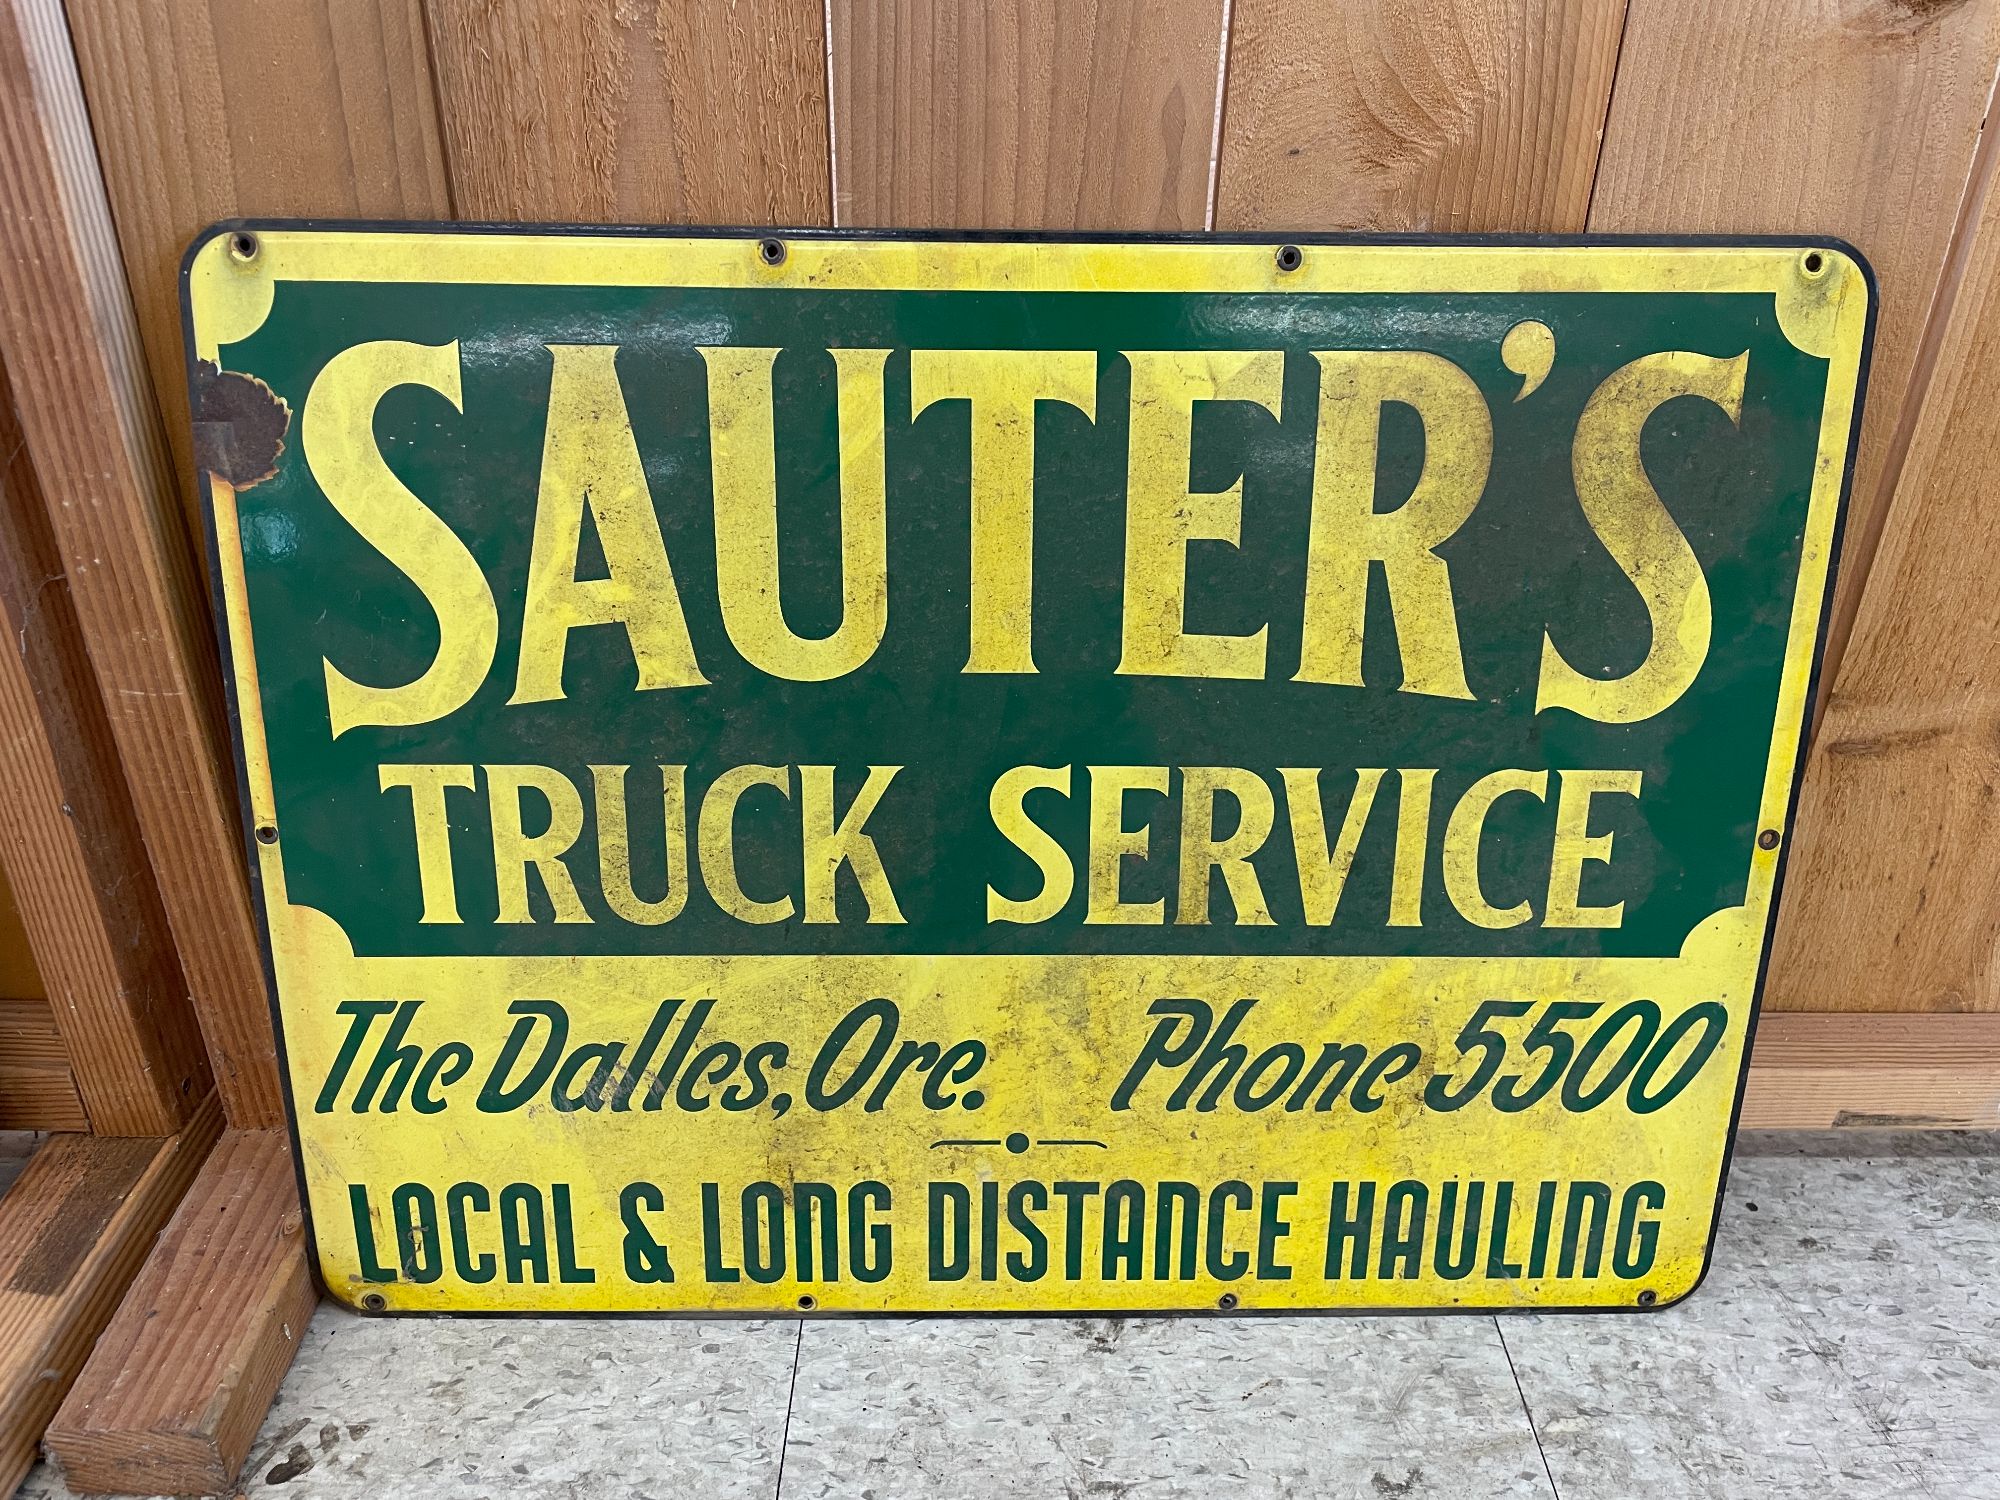 SAUTER'S
TRUCK SERVICE
The Dalles, Ore. Phone 5500
LOCAL & LONG DISTANCE HAULING